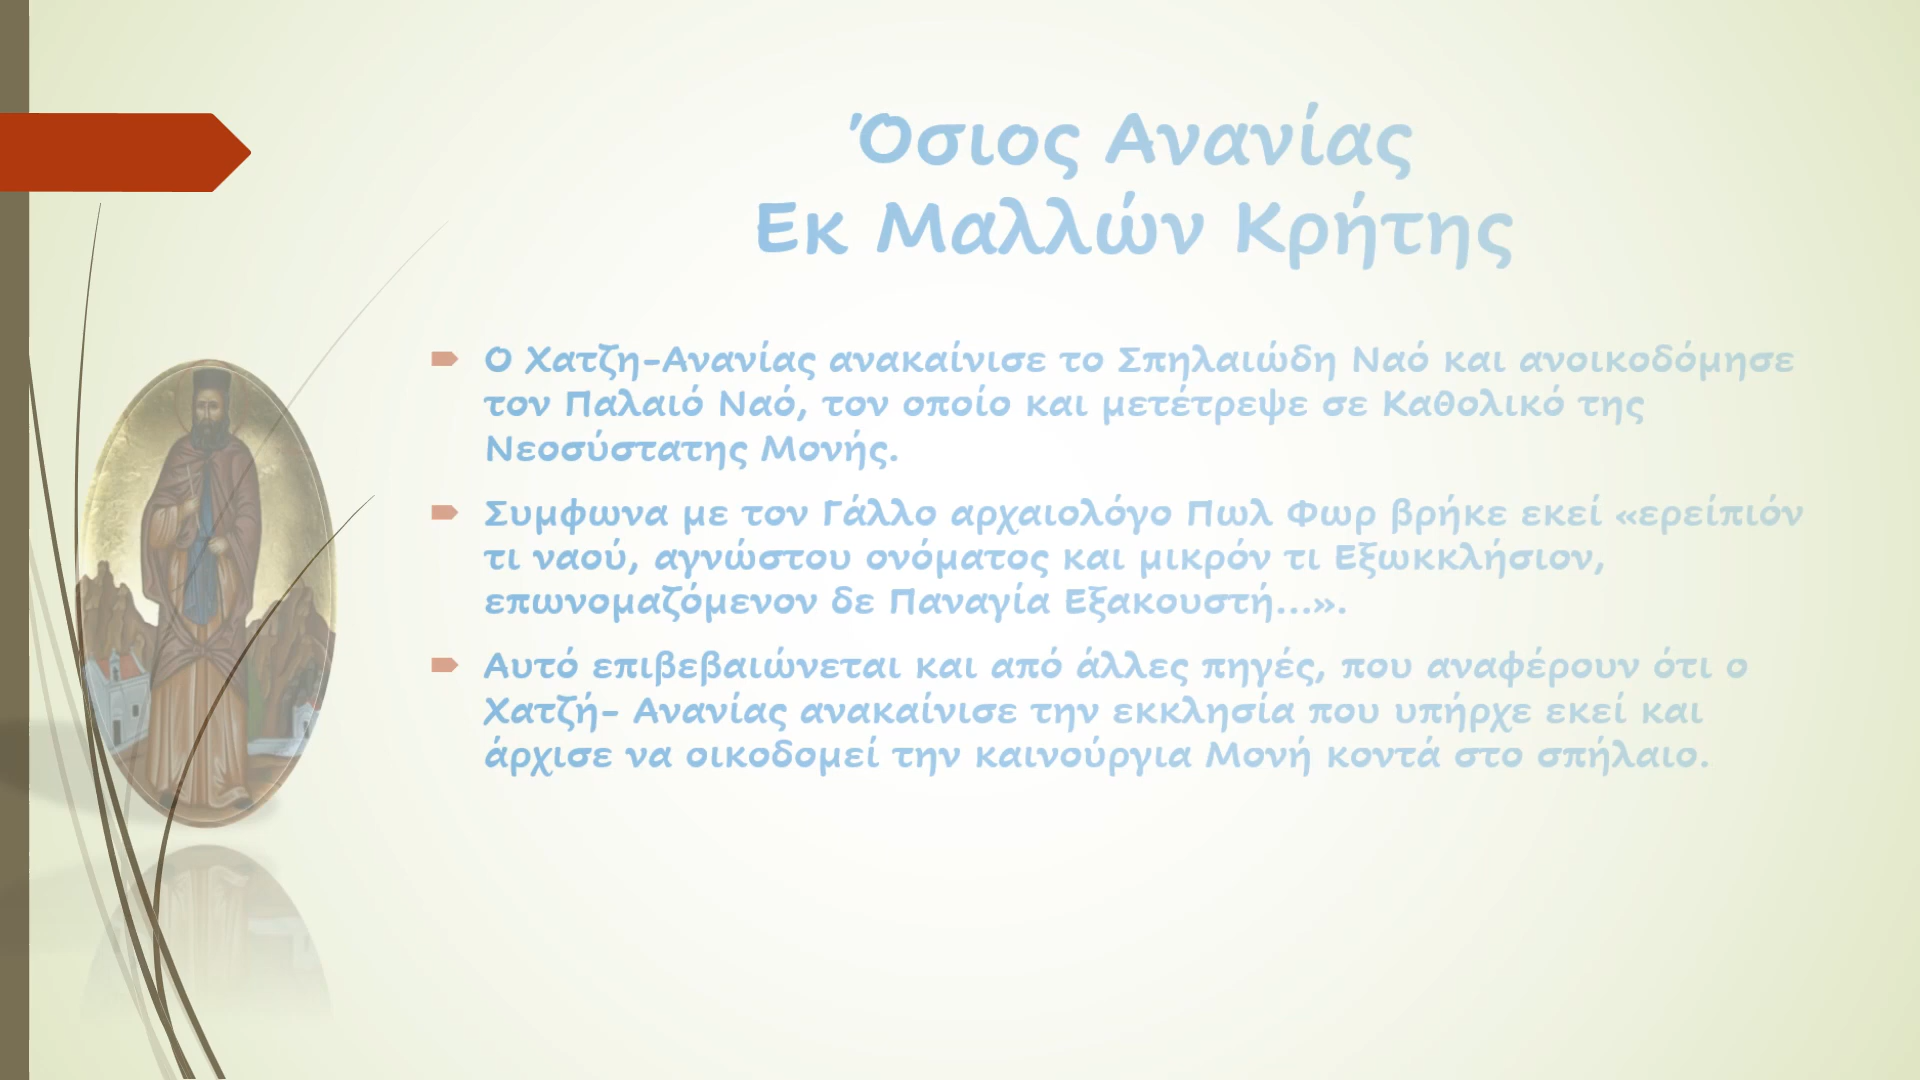 Όσιος Ανανίας
Εκ Μαλλών Κρήτης
Ο Χατζη-Ανανίας ανακαίνισε το Σπηλαιώδη Ναό και ανοικοδόμησε
τον Παλαιό Ναό, τον οποίο και μετέτρεψε σε Καθολικό της
Νεοσύστατης Μονής.
Συμφωνα με τον Γάλλο αρχαιολόγο Πωλ Φωρ βρήκε εκεί «ερείπιόν
τι ναού, αγνώστου ονόματος και μικρόν τι Εξωκκλήσιον,
επωνομαζόμενον δε Παναγία Εξακουστή...».
Αυτό επιβεβαιώνεται και από άλλες πηγές, που αναφέρουν ότι ο
Χατζή- Ανανίας ανακαίνισε την εκκλησία που υπήρχε εκεί και
άρχισε να οικοδομεί την καινούργια Μονή κοντά στο σπήλαιο.